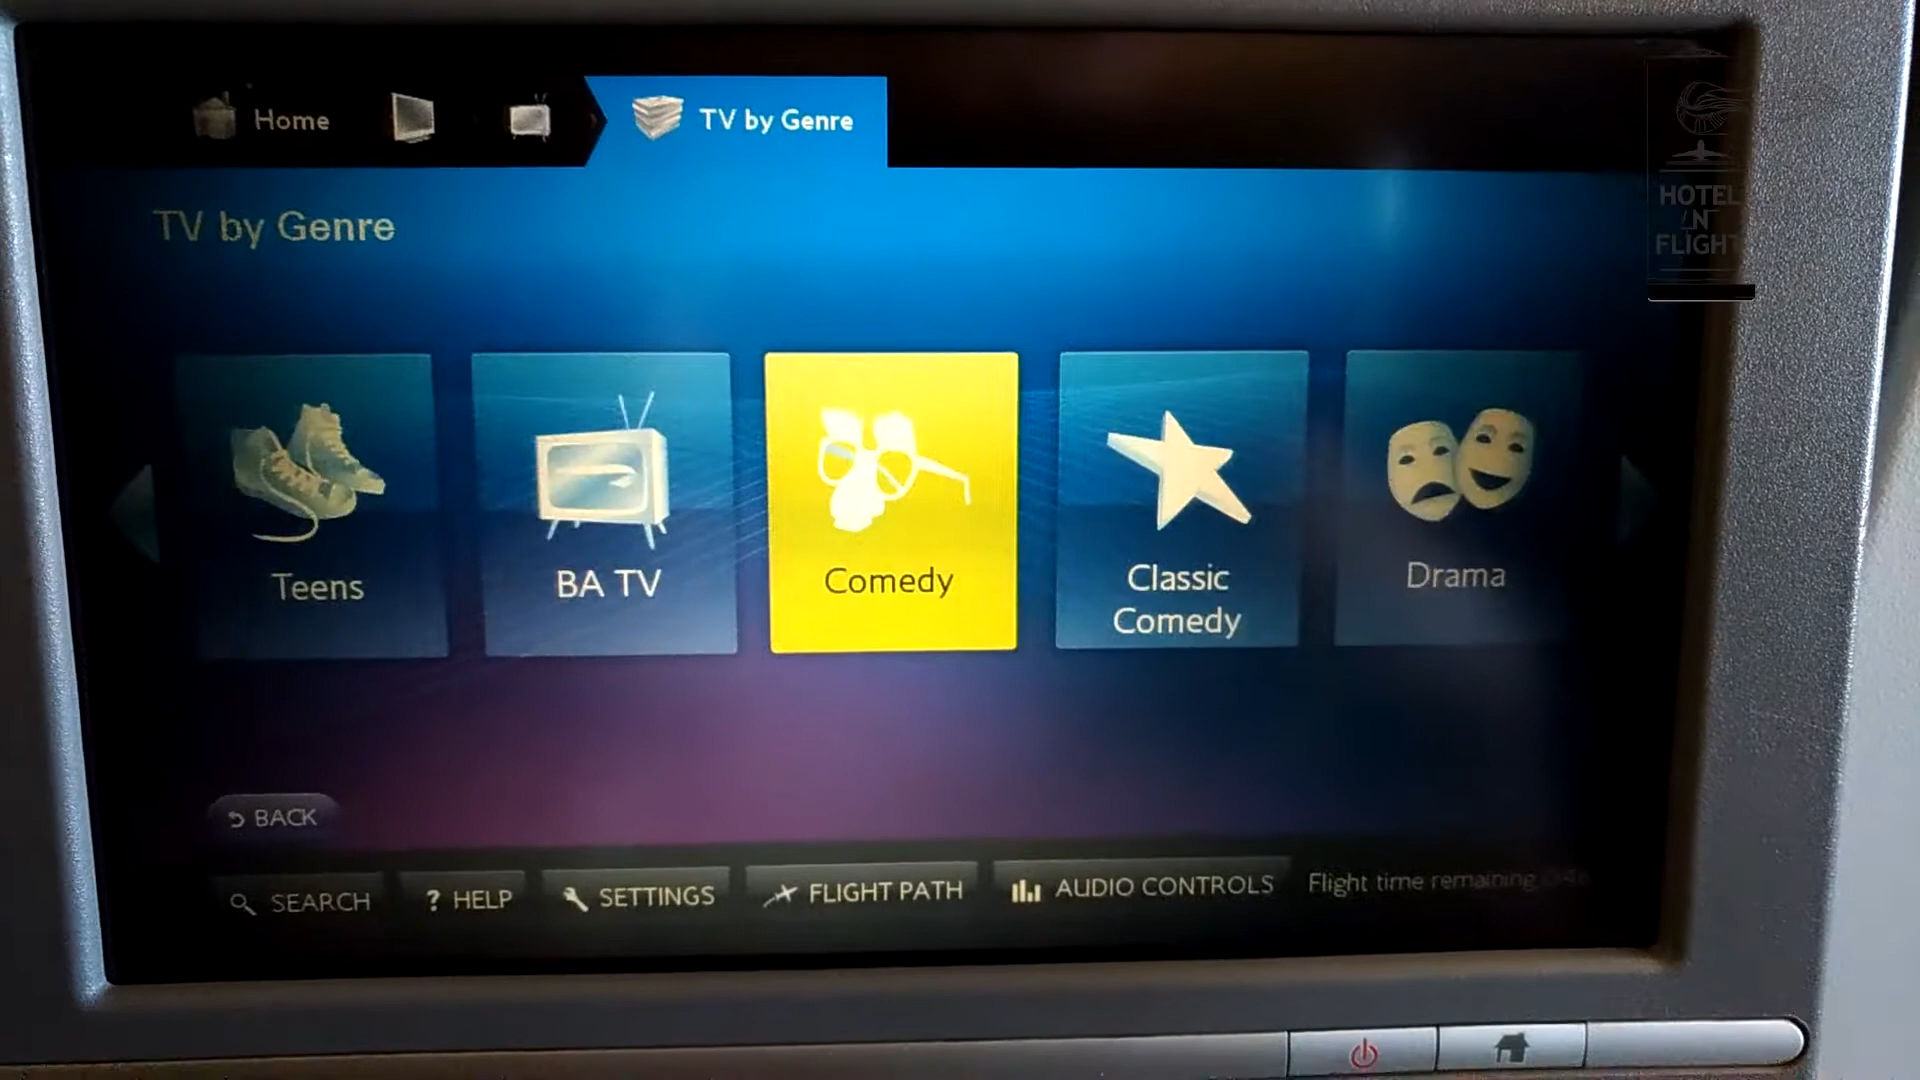 Home
TV by Genre
HOTEL
IN
FLIGHT
TV by Genre
Teens
BA TV
Comedy
Classic
Comedy
Drama
BACK
SEARCH
? HELP
SETTINGS
FLIGHT PATH
AUDIO CONTROLS
Flight time remaining